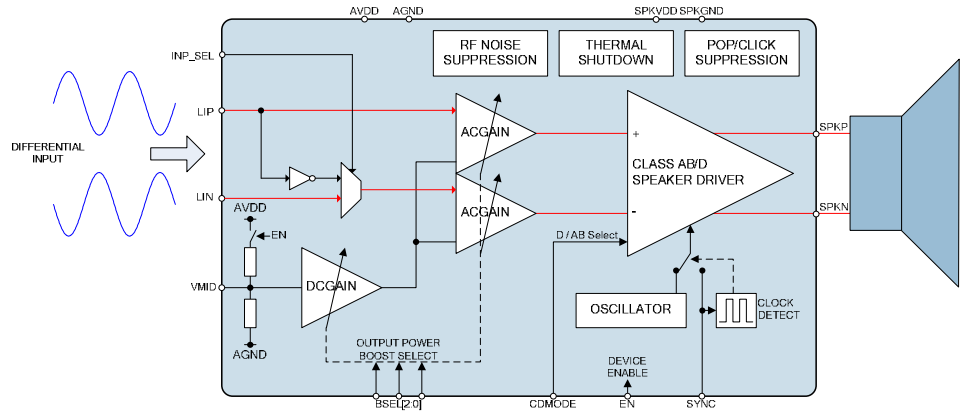 AVDD AGND SPKVDD SPKGND
INP_SEL
RF NOISE
SUPPRESSION
THERMAL
SHUTDOWN
POP/CLICK
SUPPRESSION
LIP
ACGAIN
DIFFERENTIAL
INPUT
+
CLASS AB/D
SPEAKER DRIVER
SPKP
LIN
ACGAIN
-
SPKN
AVDD
EN
D / AB Select
VMID
DCGAIN
OSCILLATOR
CLOCK
DETECT
AGND
OUTPUT POWER
BOOST SELECT
DEVICE
ENABLE
BSEL[2:0] CDMODE EN SYNC